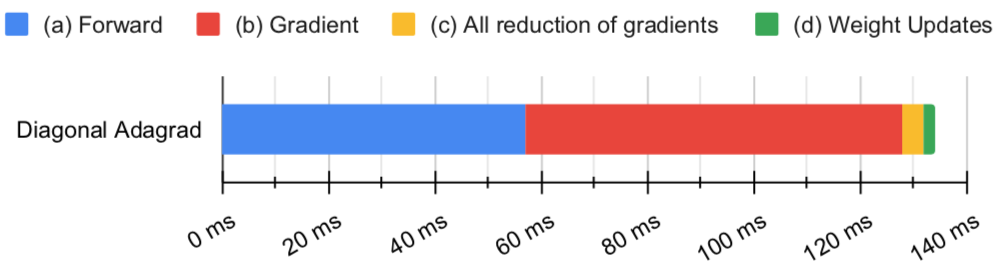 (a) Forward (b) Gradient (c) All reduction of gradients (d) Weight Updates
Diagonal Adagrad
0 ms 20 ms 40 ms 60 ms 80 ms 100 ms 120 ms 140 ms